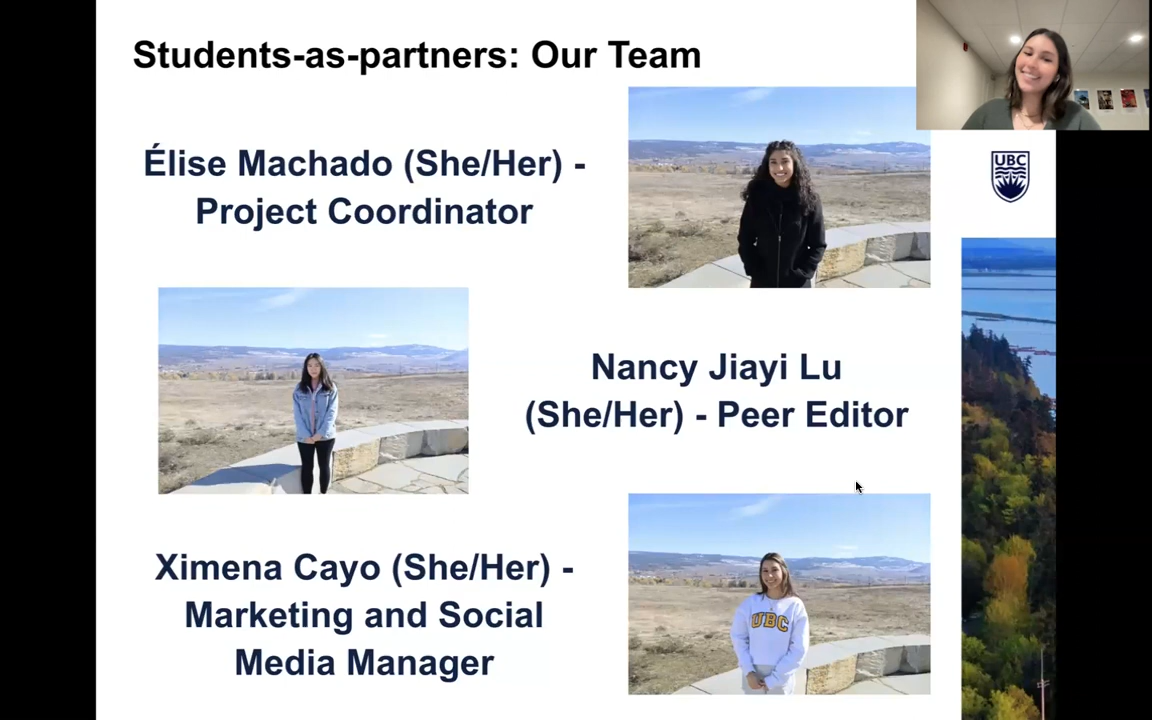 Students-as-partners: Our Team
Élise Machado (She/Her) -
Project Coordinator
UBC
Nancy Jiayi Lu
(She/Her) - Peer Editor
Ximena Cayo (She/Her) -
Marketing and Social
Media Manager
UBC